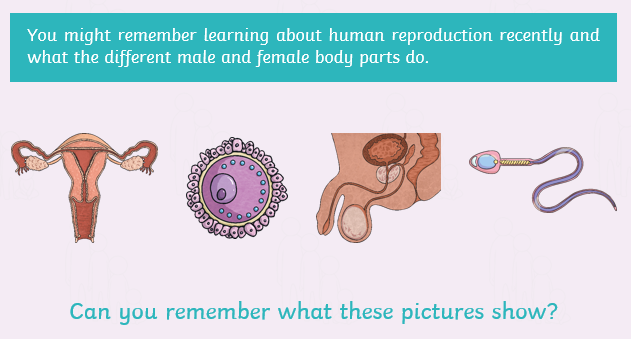 You might remember learning about human reproduction recently and
what the different male and female body parts do.
Can you remember what these pictures show?